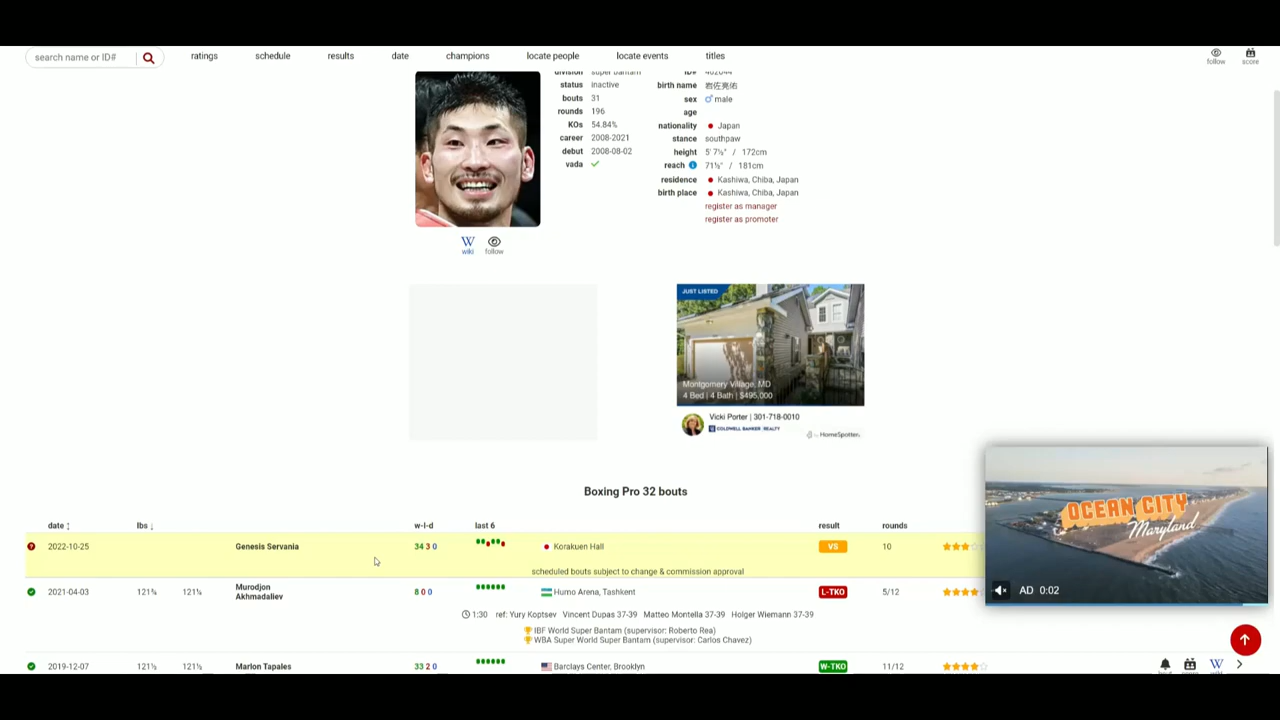 search name or ID#
ratings
schedule
results
date
champions
locate people
locate events
titles
follow
score
division super bantam
status inactive
bouts 31
rounds 196
KOs 54.84%
career 2008-2021
debut 2008-08-02
vada
ID#
birth name 岩佐亮佑
sex male
age
nationality Japan
stance southpaw
height 5′ 7½″ / 172cm
reach 71½″ / 181cm
residence Kashiwa, Chiba, Japan
birth place Kashiwa, Chiba, Japan
register as manager
register as promoter
W
wiki
follow
JUST LISTED
Montgomery Village, MD
4 Bed | 4 Bath | $495,000
Vicki Porter | 301-718-0010
COLDWELL BANKER REALTY
by HomeSpotter
Boxing Pro 32 bouts
date lbs w-l-d last 6 result rounds
2022-10-25 Genesis Servania 34 3 0 Korakuen Hall VS 10
scheduled bouts subject to change & commission approval
2021-04-03 121¾ 121¼ Murodjon Akhmadaliev 8 0 0 Humo Arena, Tashkent L-TKO 5/12
1:30 ref: Yury Koptsev Vincent Dupas 37-39 Matteo Montella 37-39 Holger Wiemann 37-39
IBF World Super Bantam (supervisor: Roberto Rea)
WBA Super World Super Bantam (supervisor: Carlos Chavez)
2019-12-07 121½ 121½ Marlon Tapales 33 2 0 Barclays Center, Brooklyn W-TKO 11/12
OCEAN CITY
Maryland
AD 0:02